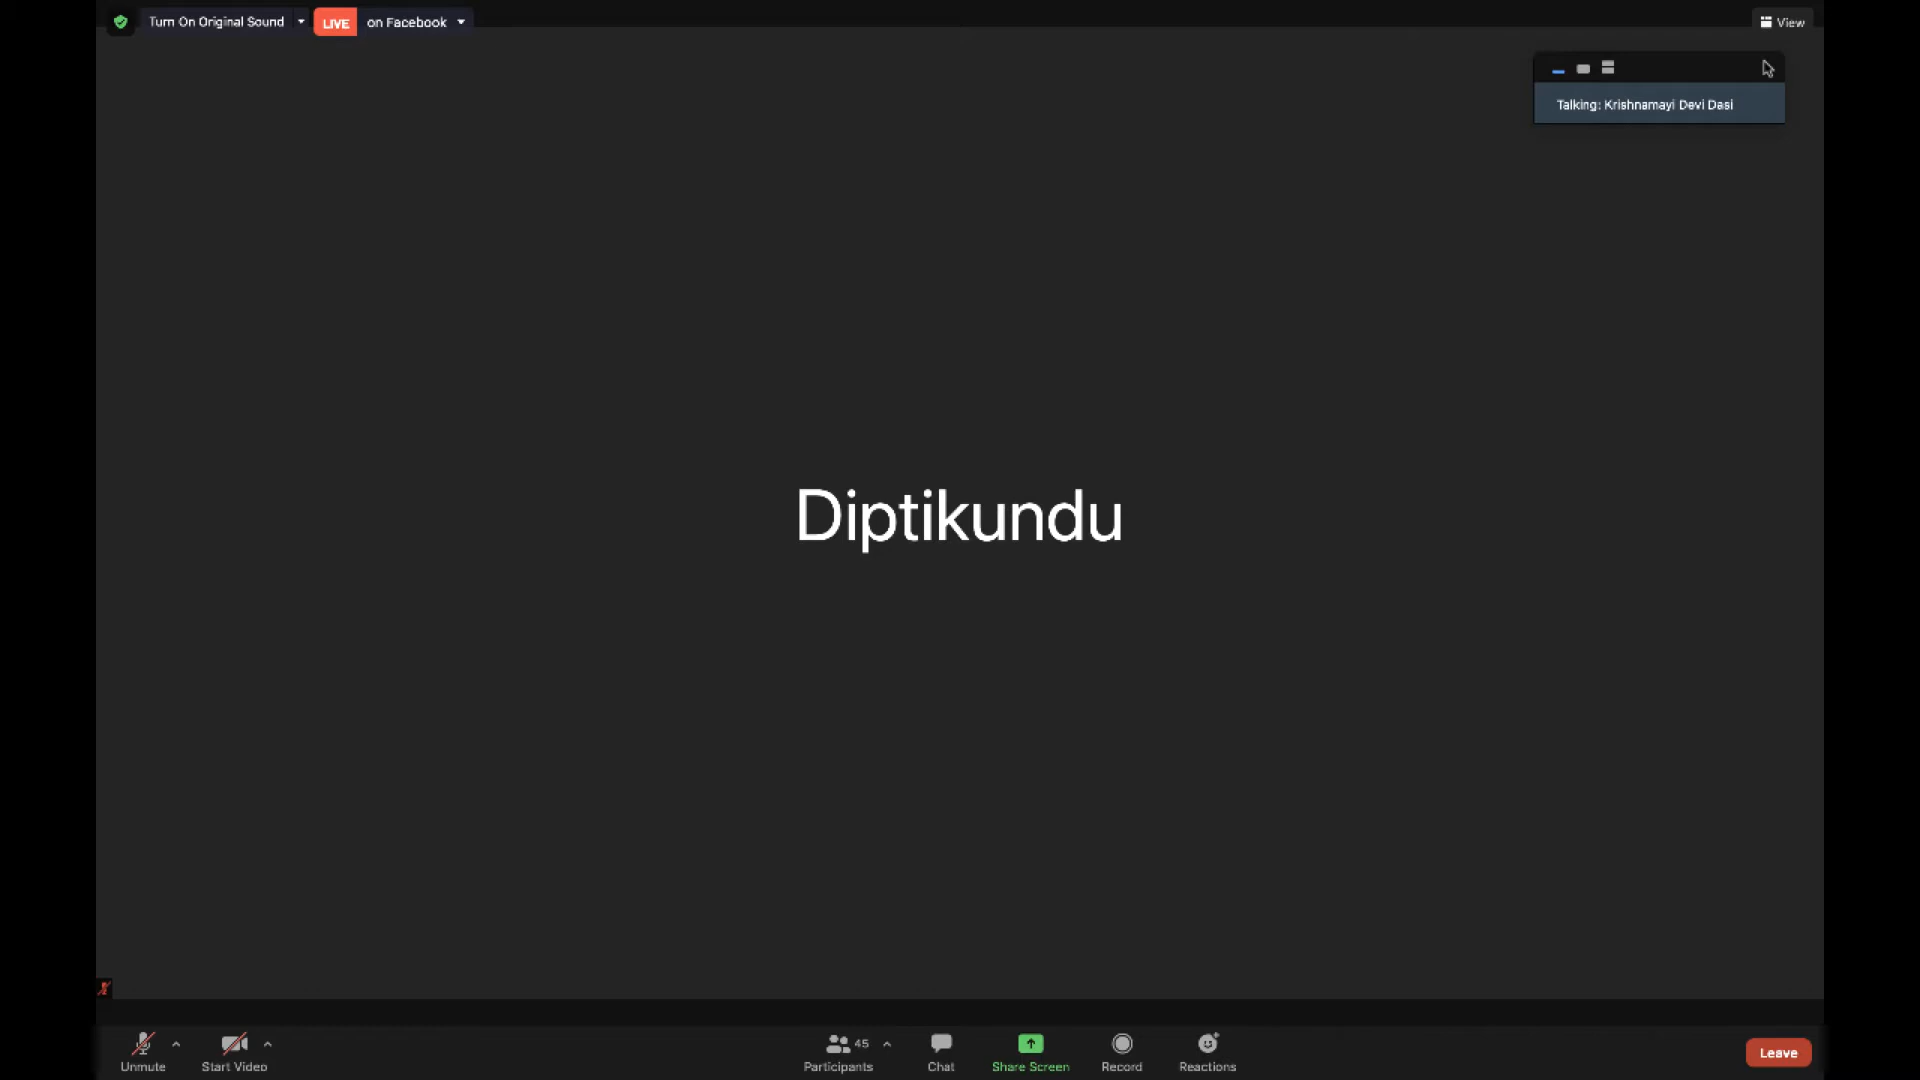 Turn On Original Sound
LIVE on Facebook
View
Talking: Krishnamayi Devi Dasi
Diptikundu
Unmute
Start Video
45
Participants
Chat
Share Screen
Record
Reactions
Leave